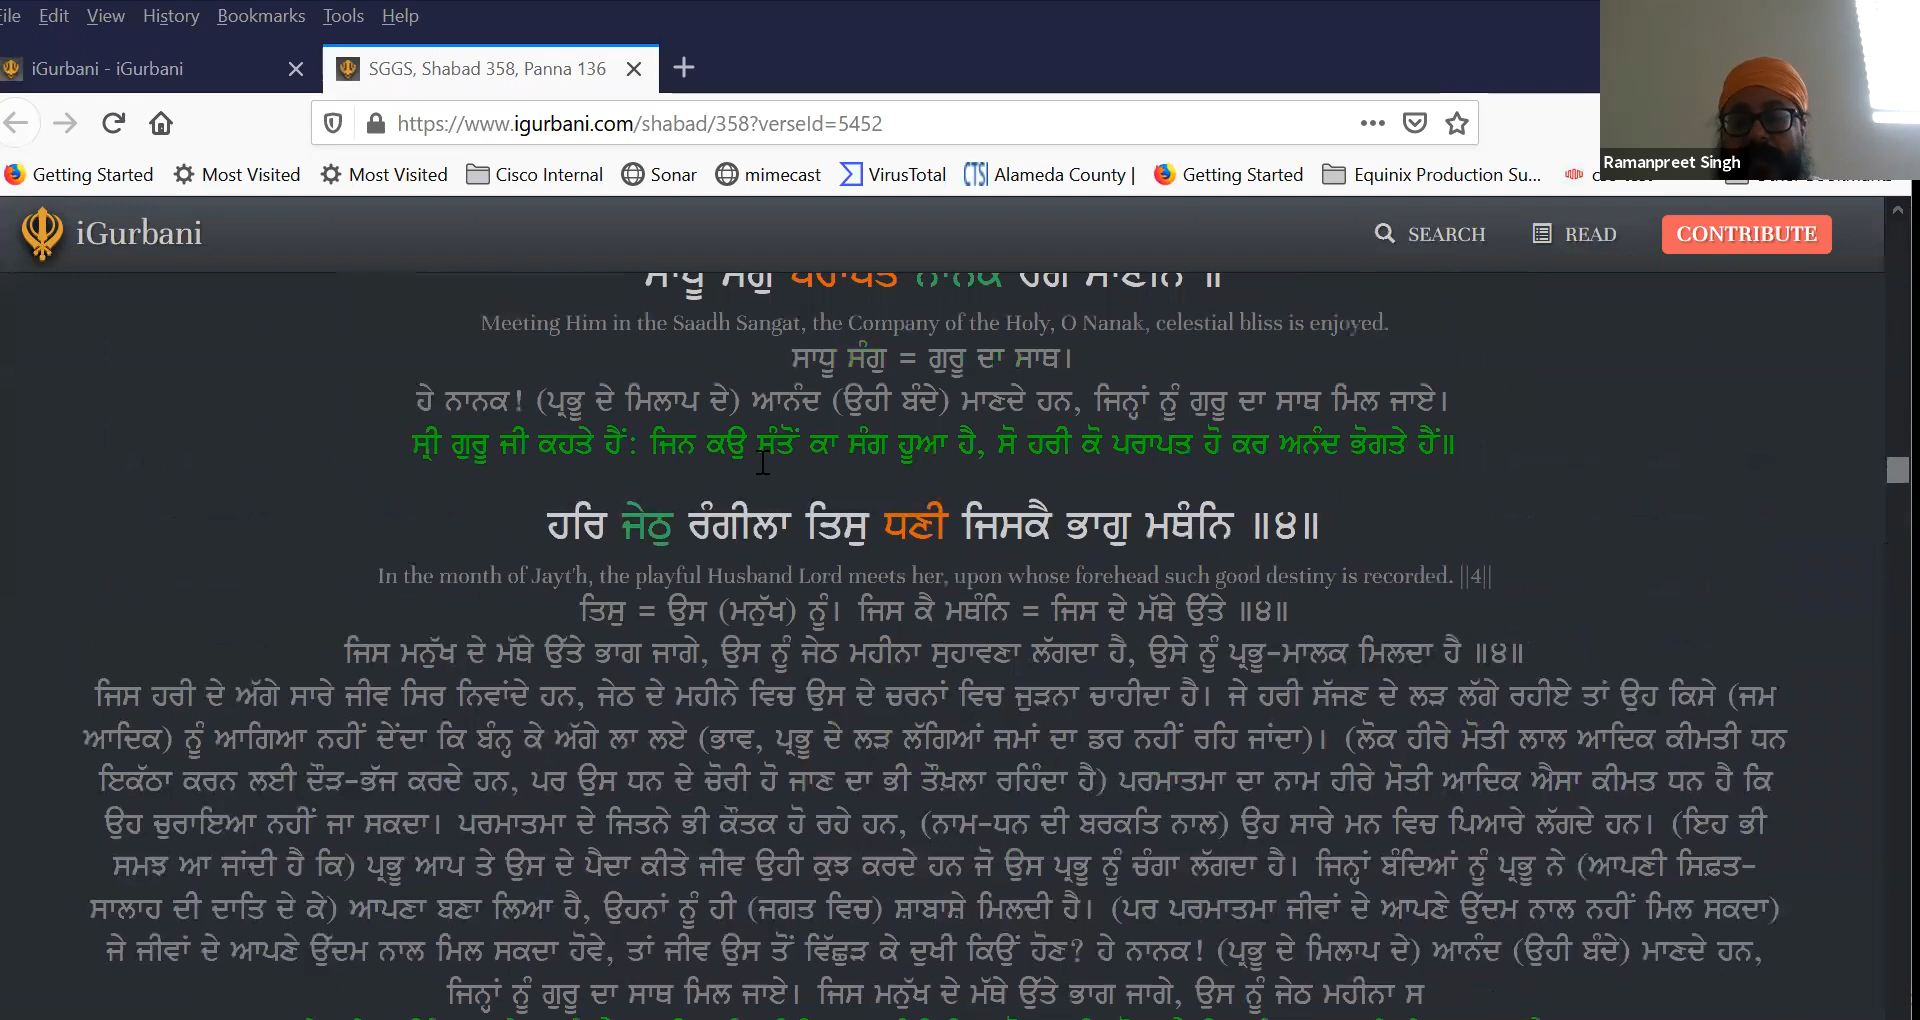 File Edit View History Bookmarks Tools Help
iGurbani - iGurbani
SGGS, Shabad 358, Panna 136
https://www.igurbani.com/shabad/358?verseId=5452
Getting Started Most Visited Most Visited Cisco Internal Sonar mimecast VirusTotal Alameda County | Getting Started Equinix Production Su...
Ramanpreet Singh
iGurbani SEARCH READ CONTRIBUTE
ਸਾਧੂ ਸੰਗੁ ਪਰਾਪਤੇ ਨਾਨਕ ਰੰਗ ਮਾਣੰਨਿ ॥
Meeting Him in the Saadh Sangat, the Company of the Holy, O Nanak, celestial bliss is enjoyed.
ਸਾਧੂ ਸੰਗੁ = ਗੁਰੂ ਦਾ ਸਾਥ।
ਹੇ ਨਾਨਕ! (ਪ੍ਰਭੂ ਦੇ ਮਿਲਾਪ ਦੇ) ਆਨੰਦ (ਉਹੀ ਬੰਦੇ) ਮਾਣਦੇ ਹਨ, ਜਿਨ੍ਹਾਂ ਨੂੰ ਗੁਰੂ ਦਾ ਸਾਥ ਮਿਲ ਜਾਏ।
ਸ੍ਰੀ ਗੁਰੂ ਜੀ ਕਹਤੇ ਹੈਂ: ਜਿਨ ਕਉ ਸੰਤੋਂ ਕਾ ਸੰਗ ਹੂਆ ਹੈ, ਸੋ ਹਰੀ ਕੋ ਪਰਾਪਤ ਹੋ ਕਰ ਅਨੰਦ ਭੋਗਤੇ ਹੈਂ॥
ਹਰਿ ਜੇਠੁ ਰੰਗੀਲਾ ਤਿਸੁ ਧਣੀ ਜਿਸਕੈ ਭਾਗੁ ਮਥੰਨਿ ॥੪॥
In the month of Jayt'h, the playful Husband Lord meets her, upon whose forehead such good destiny is recorded. ||4||
ਤਿਸੁ = ਉਸ (ਮਨੁੱਖ) ਨੂੰ। ਜਿਸ ਕੈ ਮਥੰਨਿ = ਜਿਸ ਦੇ ਮੱਥੇ ਉੱਤੇ ॥੪॥
ਜਿਸ ਮਨੁੱਖ ਦੇ ਮੱਥੇ ਉੱਤੇ ਭਾਗ ਜਾਗੇ, ਉਸ ਨੂੰ ਜੇਠ ਮਹੀਨਾ ਸੁਹਾਵਣਾ ਲੱਗਦਾ ਹੈ, ਉਸੇ ਨੂੰ ਪ੍ਰਭੂ-ਮਾਲਕ ਮਿਲਦਾ ਹੈ ॥੪॥
ਜਿਸ ਹਰੀ ਦੇ ਅੱਗੇ ਸਾਰੇ ਜੀਵ ਸਿਰ ਨਿਵਾਂਦੇ ਹਨ, ਜੇਠ ਦੇ ਮਹੀਨੇ ਵਿਚ ਉਸ ਦੇ ਚਰਨਾਂ ਵਿਚ ਜੁੜਨਾ ਚਾਹੀਦਾ ਹੈ। ਜੇ ਹਰੀ ਸੱਜਣ ਦੇ ਲੜ ਲੱਗੇ ਰਹੀਏ ਤਾਂ ਉਹ ਕਿਸੇ (ਜਮ
ਆਦਿਕ) ਨੂੰ ਆਗਿਆ ਨਹੀਂ ਦੇਂਦਾ ਕਿ ਬੰਨ੍ਹ ਕੇ ਅੱਗੇ ਲਾ ਲਏ (ਭਾਵ, ਪ੍ਰਭੂ ਦੇ ਲੜ ਲੱਗਿਆਂ ਜਮਾਂ ਦਾ ਡਰ ਨਹੀਂ ਰਹਿ ਜਾਂਦਾ)। (ਲੋਕ ਹੀਰੇ ਮੋਤੀ ਲਾਲ ਆਦਿਕ ਕੀਮਤੀ ਧਨ
ਇਕੱਠਾ ਕਰਨ ਲਈ ਦੌੜ-ਭੱਜ ਕਰਦੇ ਹਨ, ਪਰ ਉਸ ਧਨ ਦੇ ਚੋਰੀ ਹੋ ਜਾਣ ਦਾ ਭੀ ਤੌਖ਼ਲਾ ਰਹਿੰਦਾ ਹੈ) ਪਰਮਾਤਮਾ ਦਾ ਨਾਮ ਹੀਰੇ ਮੋਤੀ ਆਦਿਕ ਐਸਾ ਕੀਮਤ ਧਨ ਹੈ ਕਿ
ਉਹ ਚੁਰਾਇਆ ਨਹੀਂ ਜਾ ਸਕਦਾ। ਪਰਮਾਤਮਾ ਦੇ ਜਿਤਨੇ ਭੀ ਕੌਤਕ ਹੋ ਰਹੇ ਹਨ, (ਨਾਮ-ਧਨ ਦੀ ਬਰਕਤਿ ਨਾਲ) ਉਹ ਸਾਰੇ ਮਨ ਵਿਚ ਪਿਆਰੇ ਲੱਗਦੇ ਹਨ। (ਇਹ ਭੀ
ਸਮਝ ਆ ਜਾਂਦੀ ਹੈ ਕਿ) ਪ੍ਰਭੂ ਆਪ ਤੇ ਉਸ ਦੇ ਪੈਦਾ ਕੀਤੇ ਜੀਵ ਉਹੀ ਕੁਝ ਕਰਦੇ ਹਨ ਜੋ ਉਸ ਪ੍ਰਭੂ ਨੂੰ ਚੰਗਾ ਲੱਗਦਾ ਹੈ। ਜਿਨ੍ਹਾਂ ਬੰਦਿਆਂ ਨੂੰ ਪ੍ਰਭੂ ਨੇ (ਆਪਣੀ ਸਿਫ਼ਤ-
ਸਾਲਾਹ ਦੀ ਦਾਤਿ ਦੇ ਕੇ) ਆਪਣਾ ਬਣਾ ਲਿਆ ਹੈ, ਉਹਨਾਂ ਨੂੰ ਹੀ (ਜਗਤ ਵਿਚ) ਸ਼ਾਬਾਸ਼ੇ ਮਿਲਦੀ ਹੈ। (ਪਰ ਪਰਮਾਤਮਾ ਜੀਵਾਂ ਦੇ ਆਪਣੇ ਉੱਦਮ ਨਾਲ ਨਹੀਂ ਮਿਲ ਸਕਦਾ)
ਜੇ ਜੀਵਾਂ ਦੇ ਆਪਣੇ ਉੱਦਮ ਨਾਲ ਮਿਲ ਸਕਦਾ ਹੋਵੇ, ਤਾਂ ਜੀਵ ਉਸ ਤੋਂ ਵਿੱਛੁੜ ਕੇ ਦੁਖੀ ਕਿਉਂ ਹੋਣ? ਹੇ ਨਾਨਕ! (ਪ੍ਰਭੂ ਦੇ ਮਿਲਾਪ ਦੇ) ਆਨੰਦ (ਉਹੀ ਬੰਦੇ) ਮਾਣਦੇ ਹਨ,
ਜਿਨ੍ਹਾਂ ਨੂੰ ਗੁਰੂ ਦਾ ਸਾਥ ਮਿਲ ਜਾਏ। ਜਿਸ ਮਨੁੱਖ ਦੇ ਮੱਥੇ ਉੱਤੇ ਭਾਗ ਜਾਗੇ, ਉਸ ਨੂੰ ਜੇਠ ਮਹੀਨਾ ਸ